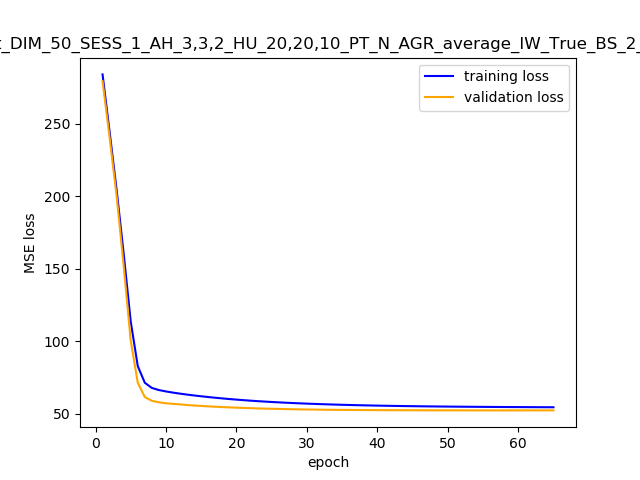 t_DIM_50_SESS_1_AH_3,3,2_HU_20,20,10_PT_N_AGR_average_IW_True_BS_2_
training loss
validation loss
250
200
150
100
50
MSE loss
0 10 20 30 40 50 60
epoch